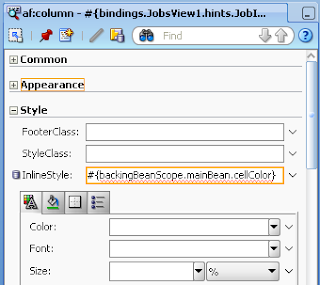 af:column - #{bindings.JobsView1.hints.JobI...
Find
Common
Appearance
Style
FooterClass:
StyleClass:
InlineStyle: #{backingBeanScope.mainBean.cellColor}
Color:
Font:
Size: %